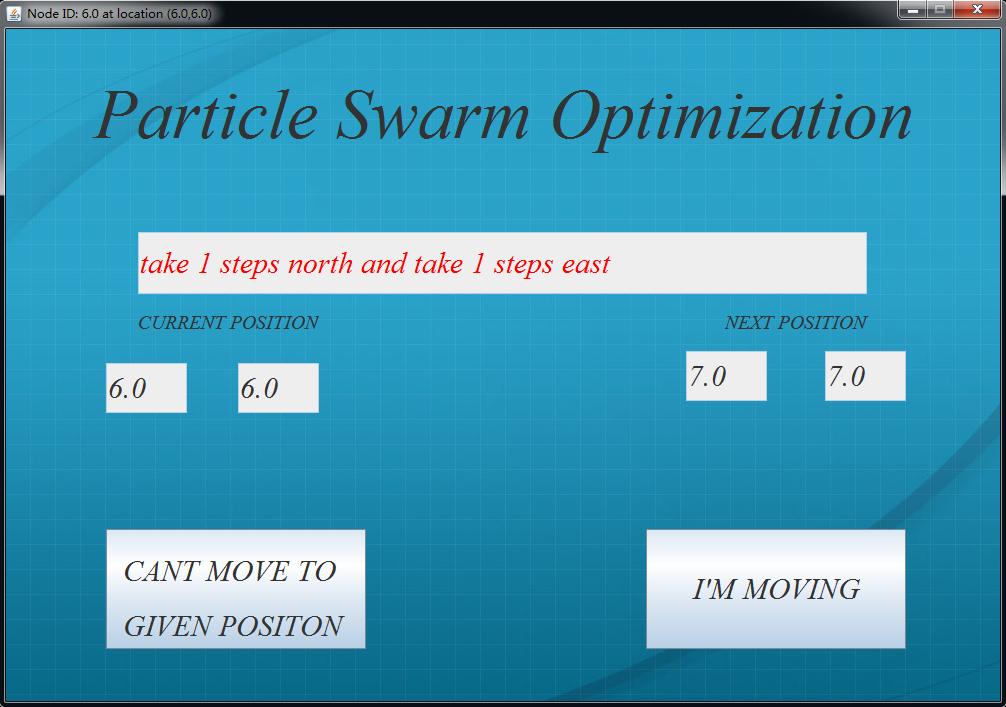 Node ID: 6.0 at location (6.0,6.0)
Particle Swarm Optimization
take 1 steps north and take 1 steps east
CURRENT POSITION
NEXT POSITION
6.0
6.0
7.0
7.0
CANT MOVE TO
GIVEN POSITON
I'M MOVING